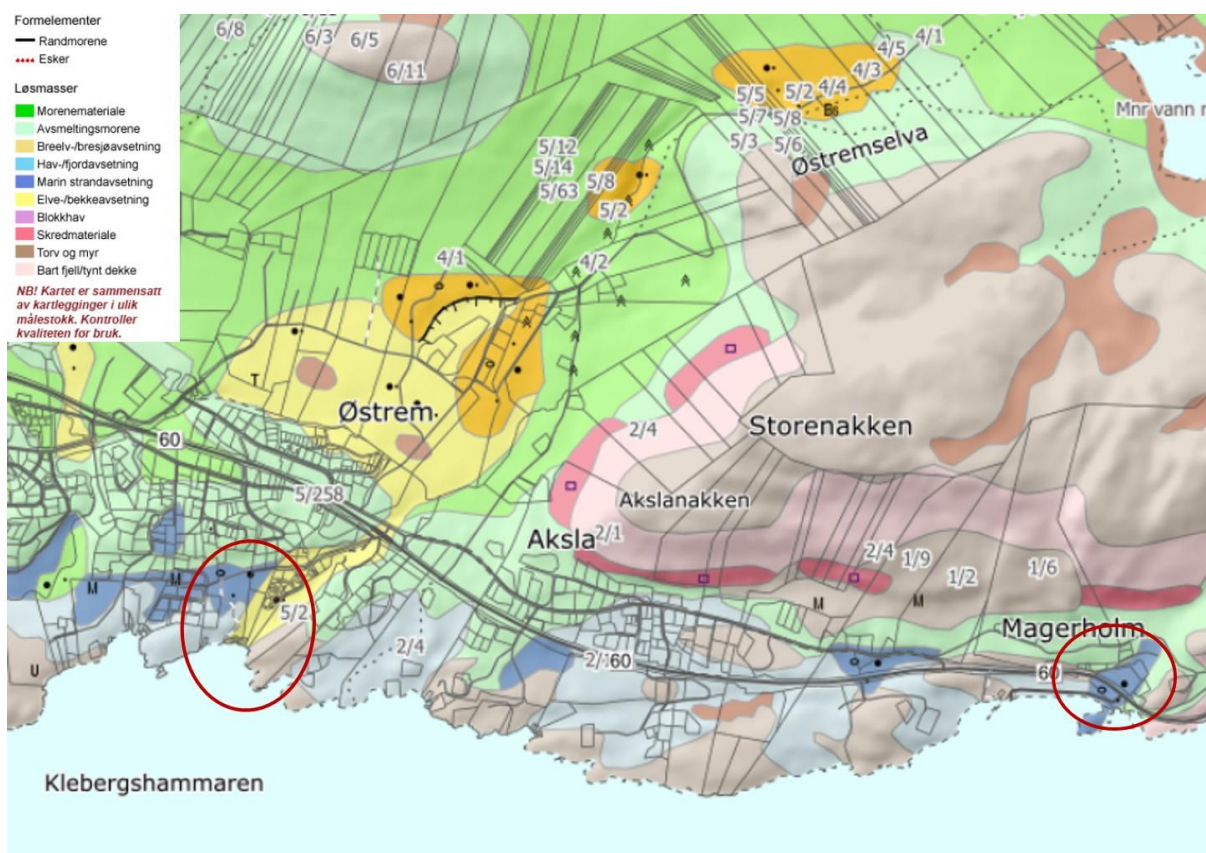 Formelementer
Randmorene
Esker
Løsmasser
Morenemateriale
Avsmeltingsmorene
Breelv-/bresjøavsetning
Hav-/fjordavsetning
Marin strandavsetning
Elve-/bekkeavsetning
Blokkhav
Skredmateriale
Torv og myr
Bart fjell/tynt dekke
NB! Kartet er sammensatt
av kartlegginger i ulik
målestokk. Kontroller
kvaliteten før bruk.
6/8
6/3
6/5
6/11
4/1
4/5
4/3
5/5
5/2
4/4
5/7
5/8
5/3
5/6
Mnr vann
Østremselva
5/12
5/14
5/63
5/8
5/2
4/1
4/2
T
Østrem
60
2/4
Storenakken
5/258
Akslanakken
Aksla
2/1
2/4
1/9
1/2
1/6
M
M
5/2
M
M
Magerholm
U
2/4
60
60
Klebergshammaren